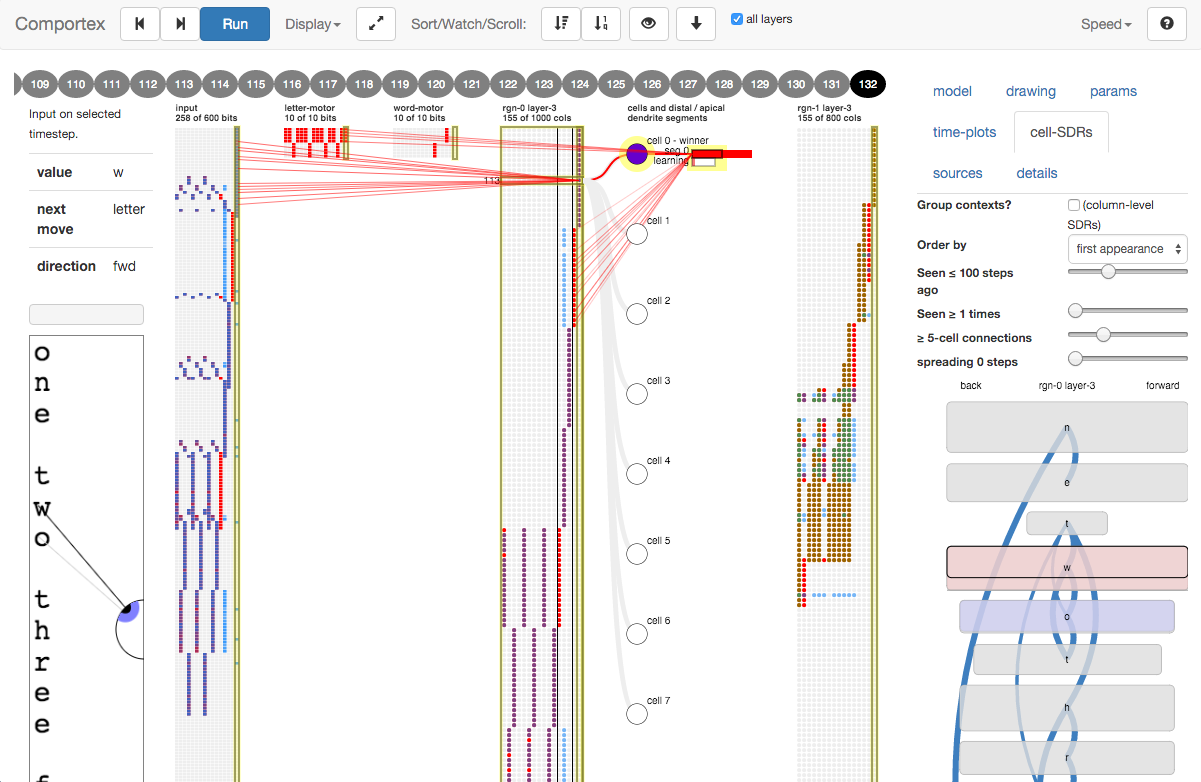 Comportex
Run
Display
Sort/Watch/Scroll:
all layers
Speed
109 110 111 112 113 114 115 116 117 118 119 120 121 122 123 124 125 126 127 128 129 130 131 132
Input on selected
timestep.
value w
next letter
move
direction fwd
one
two
three
f
input
258 of 600 bits
letter-motor
10 of 10 bits
word-motor
10 of 10 bits
rgn-0 layer-3
155 of 1000 cols
113
cells and distal / apical
dendrite segments
cell 0 - winner
seg 0
learning
cell 1
cell 2
cell 3
cell 4
cell 5
cell 6
cell 7
rgn-1 layer-3
155 of 800 cols
model drawing params
time-plots cell-SDRs
sources details
Group contexts? (column-level
SDRs)
Order by first appearance
Seen ≤ 100 steps
ago
Seen ≥ 1 times
≥ 5-cell connections
spreading 0 steps
back rgn-0 layer-3 forward
n
e
t
w
o
t
h
r